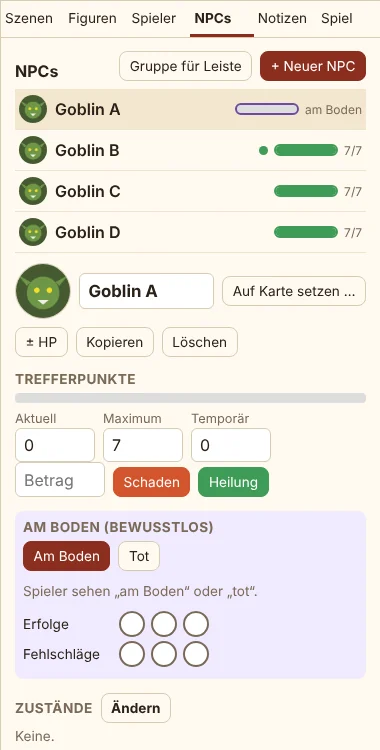 Szenen Figuren Spieler NPCs Notizen Spiel
NPCs Gruppe für Leiste + Neuer NPC
Goblin A am Boden
Goblin B 7/7
Goblin C 7/7
Goblin D 7/7
Goblin A Auf Karte setzen ...
± HP Kopieren Löschen
TREFFERPUNKTE
Aktuell Maximum Temporär
0 7 0
Betrag Schaden Heilung
AM BODEN (BEWUSSTLOS)
Am Boden Tot
Spieler sehen „am Boden“ oder „tot“.
Erfolge
Fehlschläge
ZUSTÄNDE Ändern
Keine.